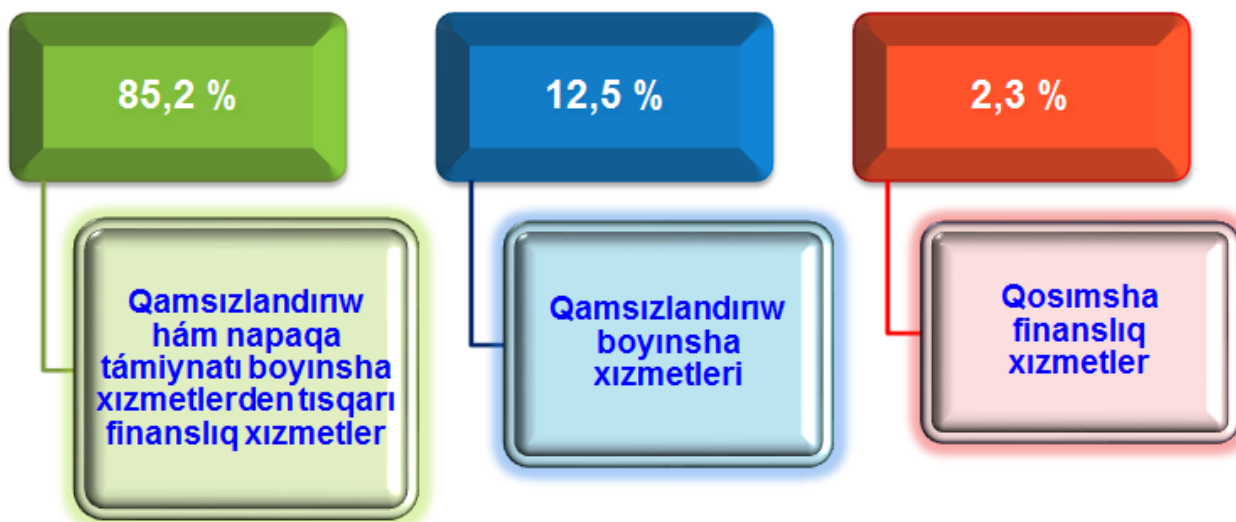 85,2 %
12,5 %
2,3 %
Qamsızlandırıw
hám napaqa
támiynatı boyınsha
xızmetlerden tısqarı
finanslıq xızmetler
Qamsızlandırıw
boyınsha
xızmetleri
Qosımsha
finanslıq
xızmetler